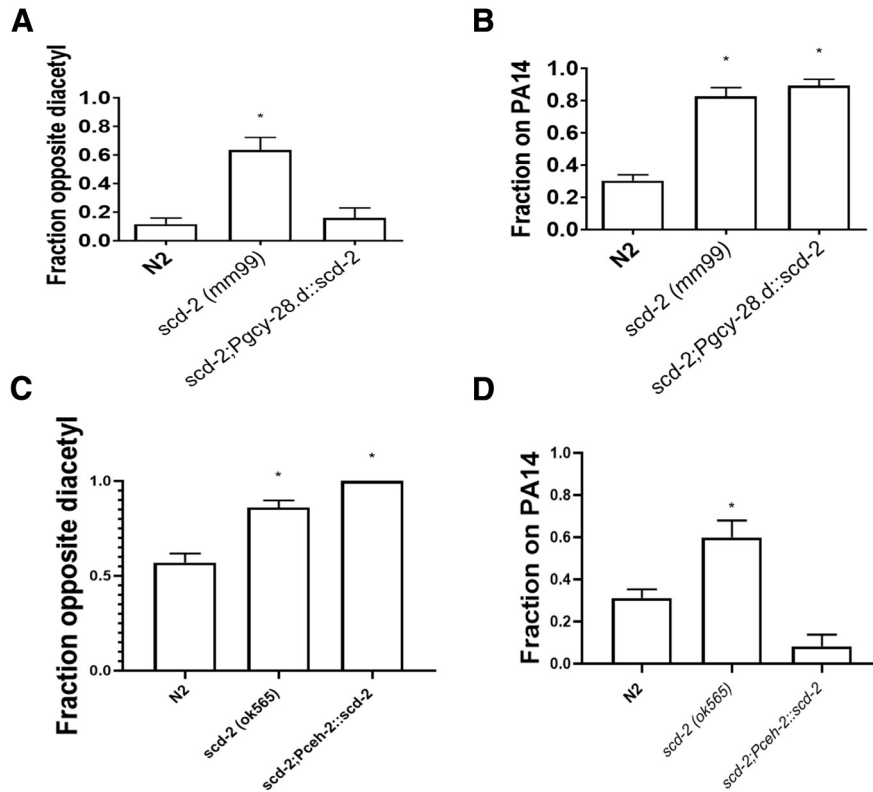 A
Fraction opposite diacetyl
1.0
0.8
0.6
0.4
0.2
0.0
*
N2
scd-2 (mm99)
scd-2;Pgcy-28.d::scd-2
B
Fraction on PA14
1.0
0.8
0.6
0.4
0.2
0.0
*
*
N2
scd-2 (mm99)
scd-2;Pgcy-28.d::scd-2
C
Fraction opposite diacetyl
1.0
0.5
0.0
*
*
N2
scd-2 (ok565)
scd-2;Pceh-2::scd-2
D
Fraction on PA14
1.0
0.8
0.6
0.4
0.2
0.0
*
N2
scd-2 (ok565)
scd-2;Pceh-2::scd-2